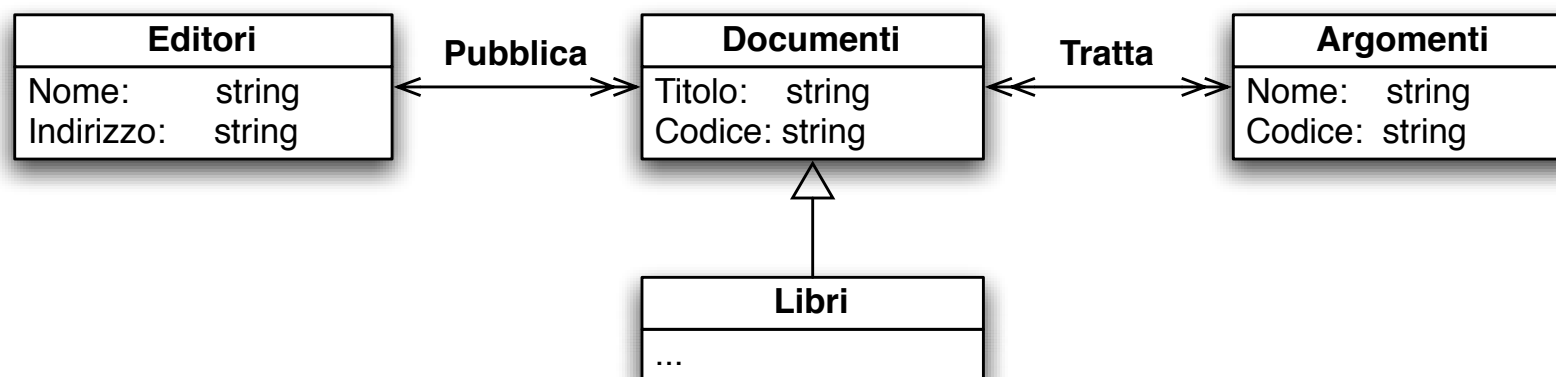 Editori
Nome: string
Indirizzo: string
Pubblica
Documenti
Titolo: string
Codice: string
Tratta
Argomenti
Nome: string
Codice: string
Libri
...